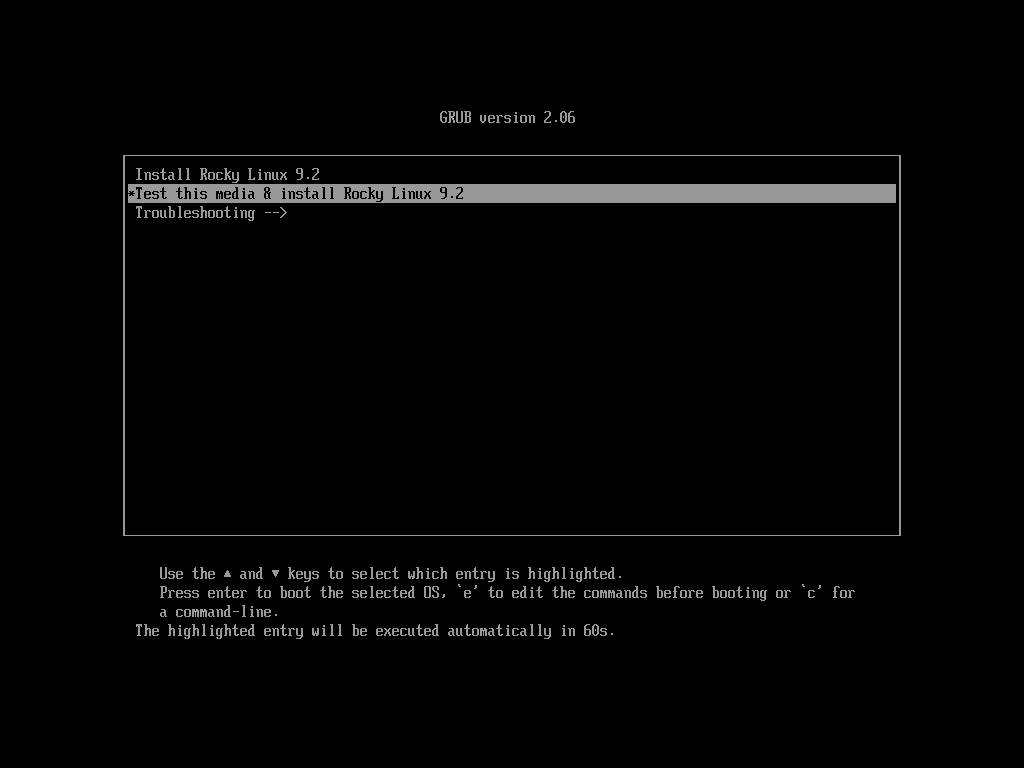 GRUB version 2.06
Install Rocky Linux 9.2
*Test this media & install Rocky Linux 9.2
Troubleshooting -->
Use the ▲ and ▼ keys to select which entry is highlighted.
Press enter to boot the selected OS, `e' to edit the commands before booting or `c' for
a command-line.
The highlighted entry will be executed automatically in 60s.